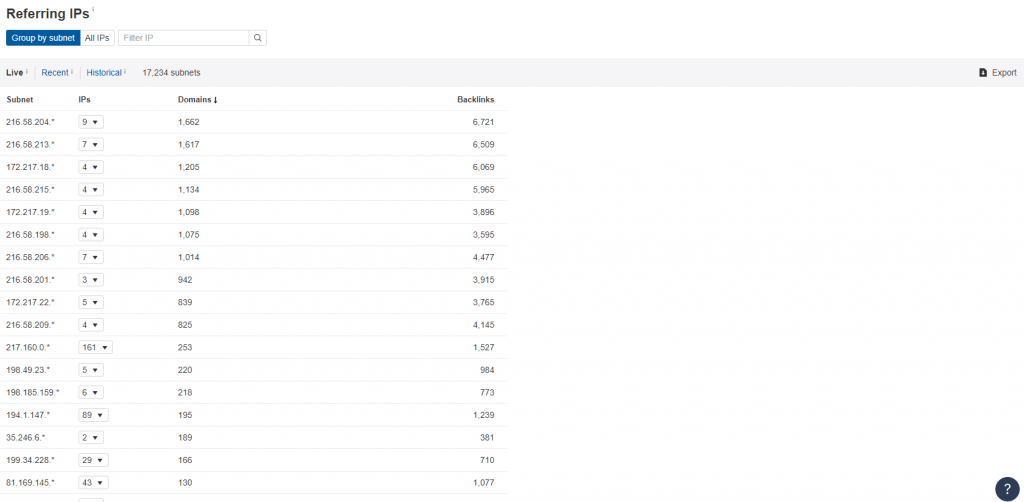 Referring IPs i
Group by subnet All IPs Filter IP
Live i Recent i Historical i 17,234 subnets Export
Subnet IPs Domains ↓ Backlinks
216.58.204.* 9 ▼ 1,662 6,721
216.58.213.* 7 ▼ 1,617 6,509
172.217.18.* 4 ▼ 1,205 6,069
216.58.215.* 4 ▼ 1,134 5,965
172.217.19.* 4 ▼ 1,098 3,896
216.58.198.* 4 ▼ 1,075 3,595
216.58.206.* 7 ▼ 1,014 4,477
216.58.201.* 3 ▼ 942 3,915
172.217.22.* 5 ▼ 839 3,765
216.58.209.* 4 ▼ 825 4,145
217.160.0.* 161 ▼ 253 1,527
198.49.23.* 5 ▼ 220 984
198.185.159.* 6 ▼ 218 773
194.1.147.* 89 ▼ 195 1,239
35.246.6.* 2 ▼ 189 381
199.34.228.* 29 ▼ 166 710
81.169.145.* 43 ▼ 130 1,077
?